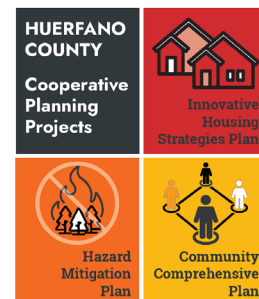 HUERFANO
COUNTY
Cooperative
Planning
Projects
Innovative
Housing
Strategies Plan
Hazard
Mitigation
Plan
Community
Comprehensive
Plan